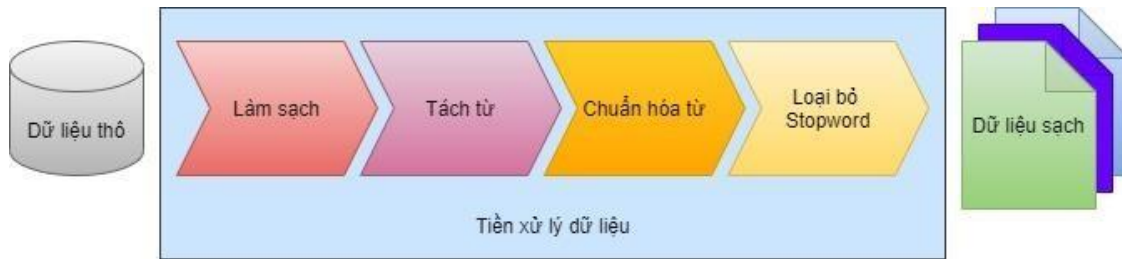 Dữ liệu thô
Làm sạch
Tách từ
Chuẩn hóa từ
Loại bỏ
Stopword
Tiền xử lý dữ liệu
Dữ liệu sạch